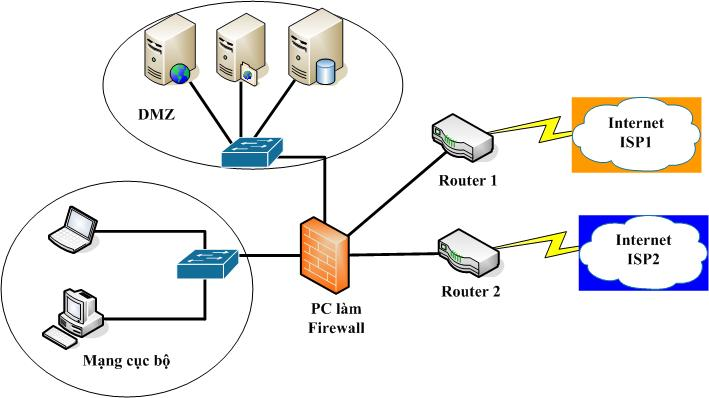 DMZ
Internet
ISP1
Router 1
Internet
ISP2
Router 2
PC làm
Firewall
Mạng cục bộ